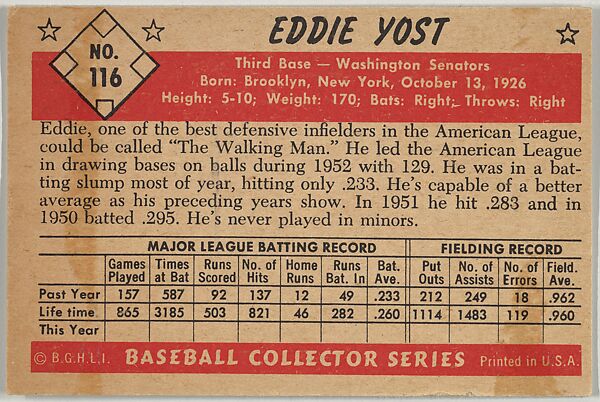 EDDIE YOST
NO.
116
Third Base — Washington Senators
Born: Brooklyn, New York, October 13, 1926
Height: 5-10; Weight: 170; Bats: Right; Throws: Right
Eddie, one of the best defensive infielders in the American League,
could be called "The Walking Man." He led the American League
in drawing bases on balls during 1952 with 129. He was in a bat-
ting slump most of year, hitting only .233. He's capable of a better
average as his preceding years show. In 1951 he hit .283 and in
1950 batted .295. He's never played in minors.
MAJOR LEAGUE BATTING RECORD FIELDING RECORD
Games Times Runs No. of Home Runs Bat. Put No. of No. of Field.
Played at Bat Scored Hits Runs Bat. In Ave. Outs Assists Errors Ave.
Past Year 157 587 92 137 12 49 .233 212 249 18 .962
Life time 865 3185 503 821 46 282 .260 1114 1483 119 .960
This Year
© B.G.H.L.I. BASEBALL COLLECTOR SERIES Printed in U.S.A.